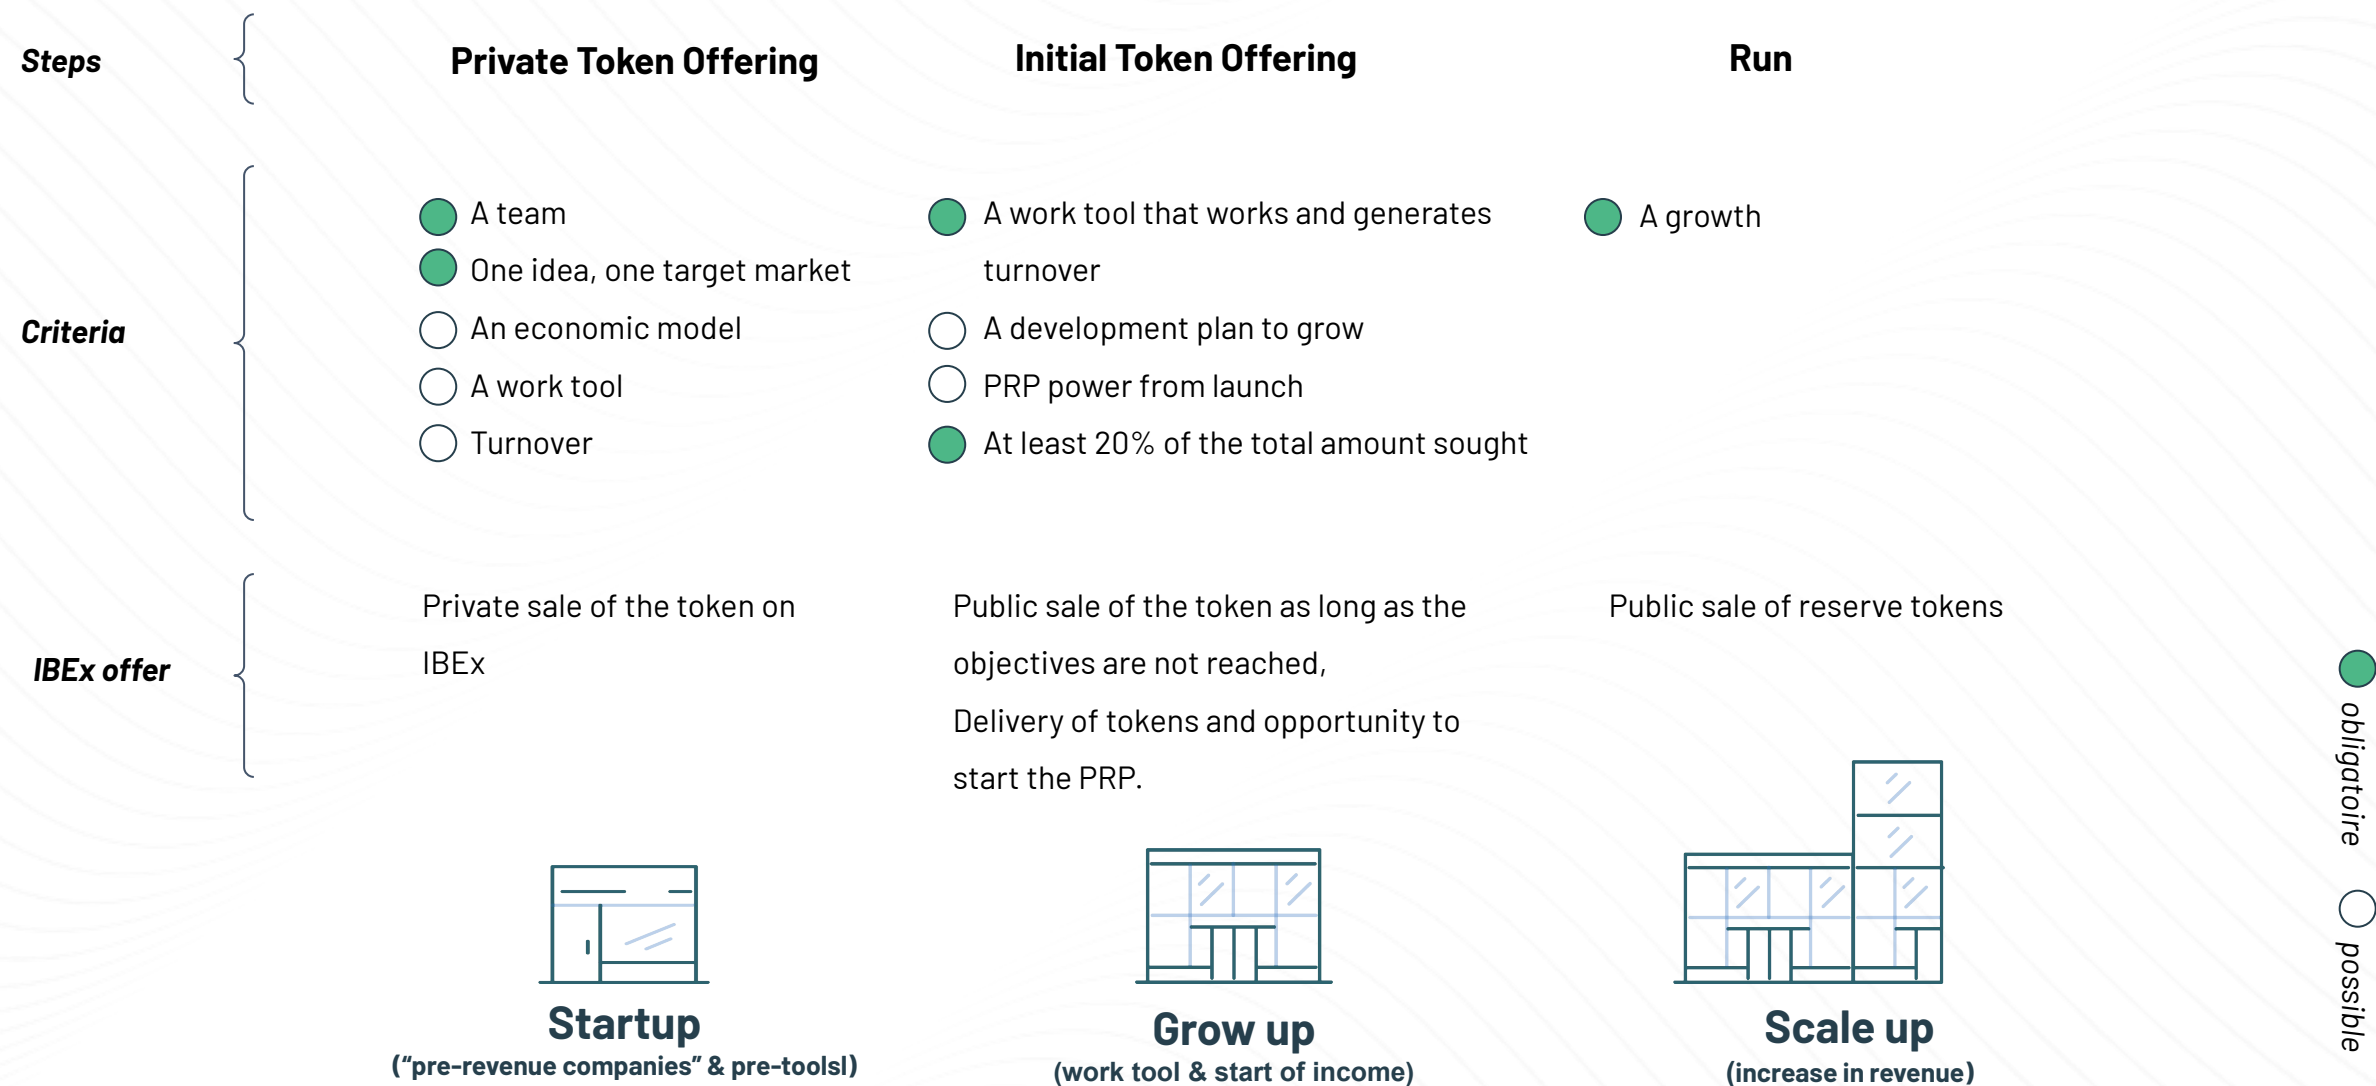 Steps
Private Token Offering
Initial Token Offering
Run
Criteria
A team
One idea, one target market
An economic model
A work tool
Turnover
A work tool that works and generates
turnover
A development plan to grow
PRP power from launch
At least 20% of the total amount sought
A growth
IBEx offer
Private sale of the token on
IBEx
Public sale of the token as long as the
objectives are not reached,
Delivery of tokens and opportunity to
start the PRP.
Public sale of reserve tokens
obligatoire
possible
Startup
(“pre-revenue companies” & pre-toolsl)
Grow up
(work tool & start of income)
Scale up
(increase in revenue)